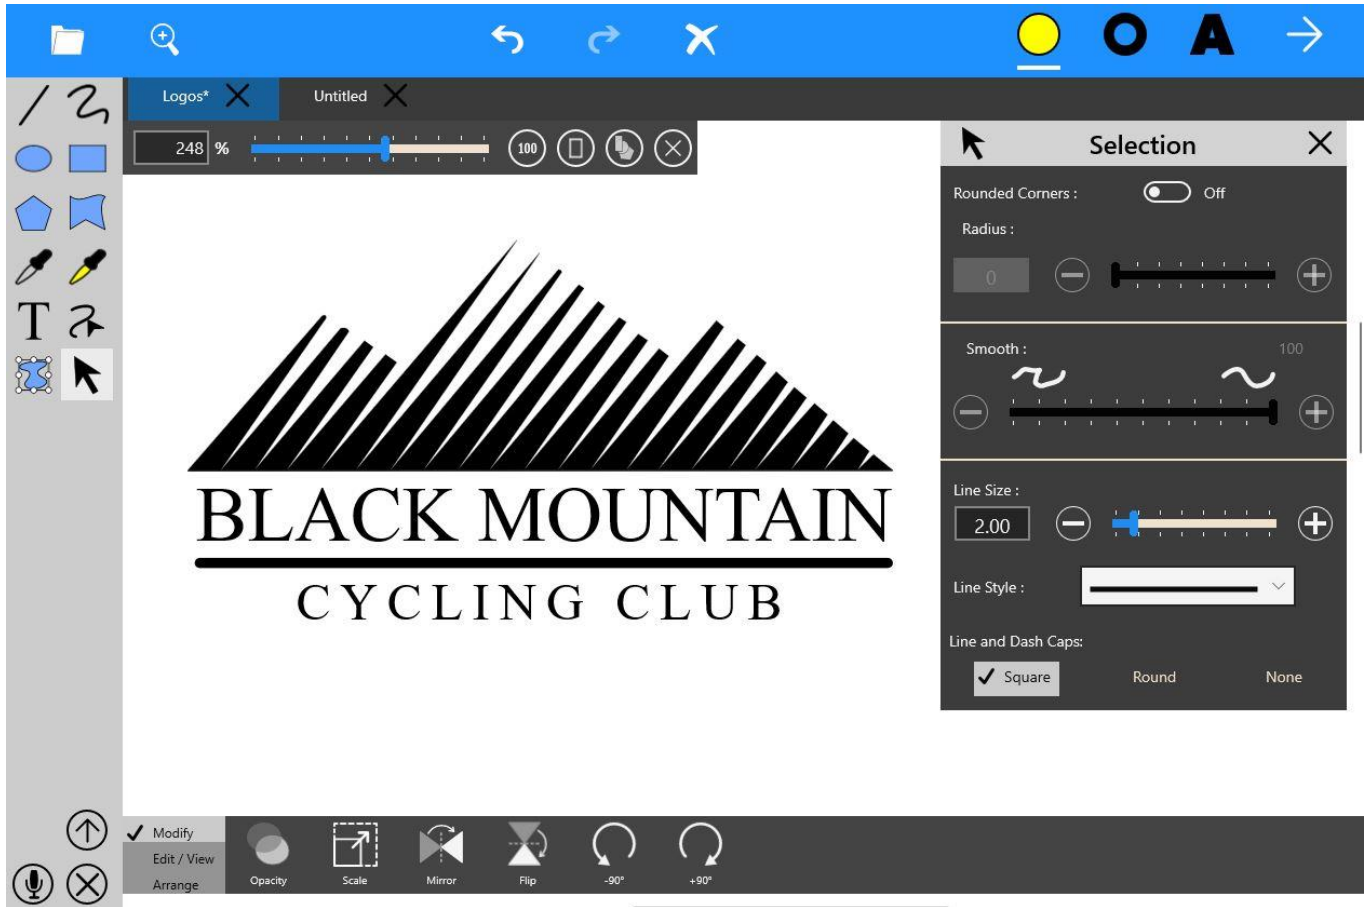 Logos*
Untitled
248 %
100
Selection
Rounded Corners : Off
Radius :
0
Smooth : 100
Line Size :
2.00
Line Style :
Line and Dash Caps:
Square Round None
BLACK MOUNTAIN
CYCLING CLUB
A
T
Modify
Edit / View
Arrange
Opacity Scale Mirror Flip -90° +90°